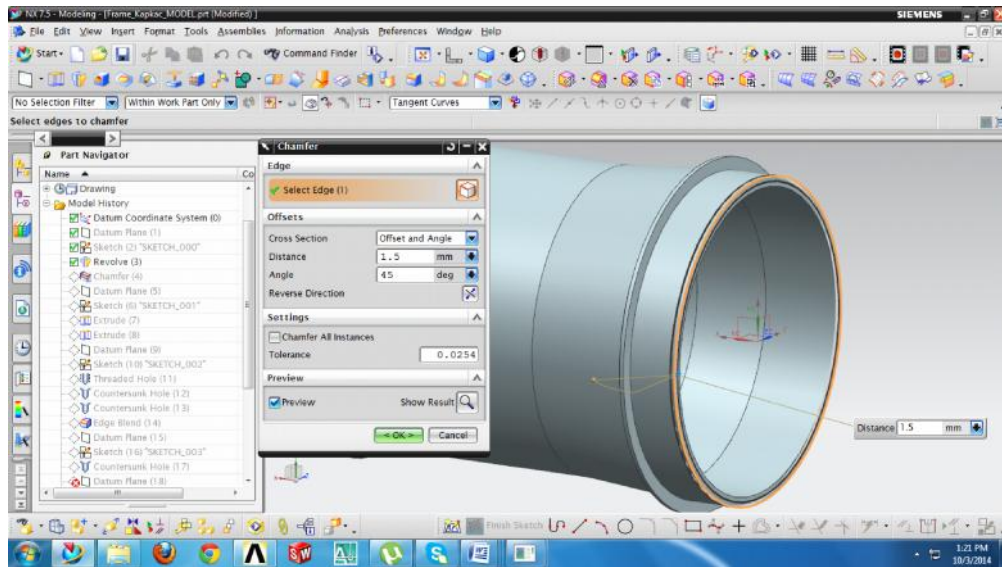 NX 7.5 - Modeling - [Frame_Kapkac_MODEL.prt (Modified) ]
SIEMENS
File Edit View Insert Format Tools Assemblies Information Analysis Preferences Window Help
Start Command Finder
No Selection Filter Within Work Part Only Tangent Curves
Select edges to chamfer
Part Navigator
Name Co
Drawing
Model History
Datum Coordinate System (0)
Datum Plane (1)
Sketch (2) "SKETCH_000"
Revolve (3)
Chamfer (4)
Datum Plane (5)
Sketch (6) "SKETCH_001"
Extrude (7)
Extrude (8)
Datum Plane (9)
Sketch (10) "SKETCH_002"
Threaded Hole (11)
Countersunk Hole (12)
Countersunk Hole (13)
Edge Blend (14)
Datum Plane (15)
Sketch (16) "SKETCH_003"
Countersunk Hole (17)
Datum Plane (18)
Chamfer
Edge
Select Edge (1)
Offsets
Cross Section Offset and Angle
Distance 1.5 mm
Angle 45 deg
Reverse Direction
Settings
Chamfer All Instances
Tolerance 0.0254
Preview
Preview Show Result
< OK > Cancel
Distance 1.5 mm
Finish Sketch
1:21 PM
10/3/2014